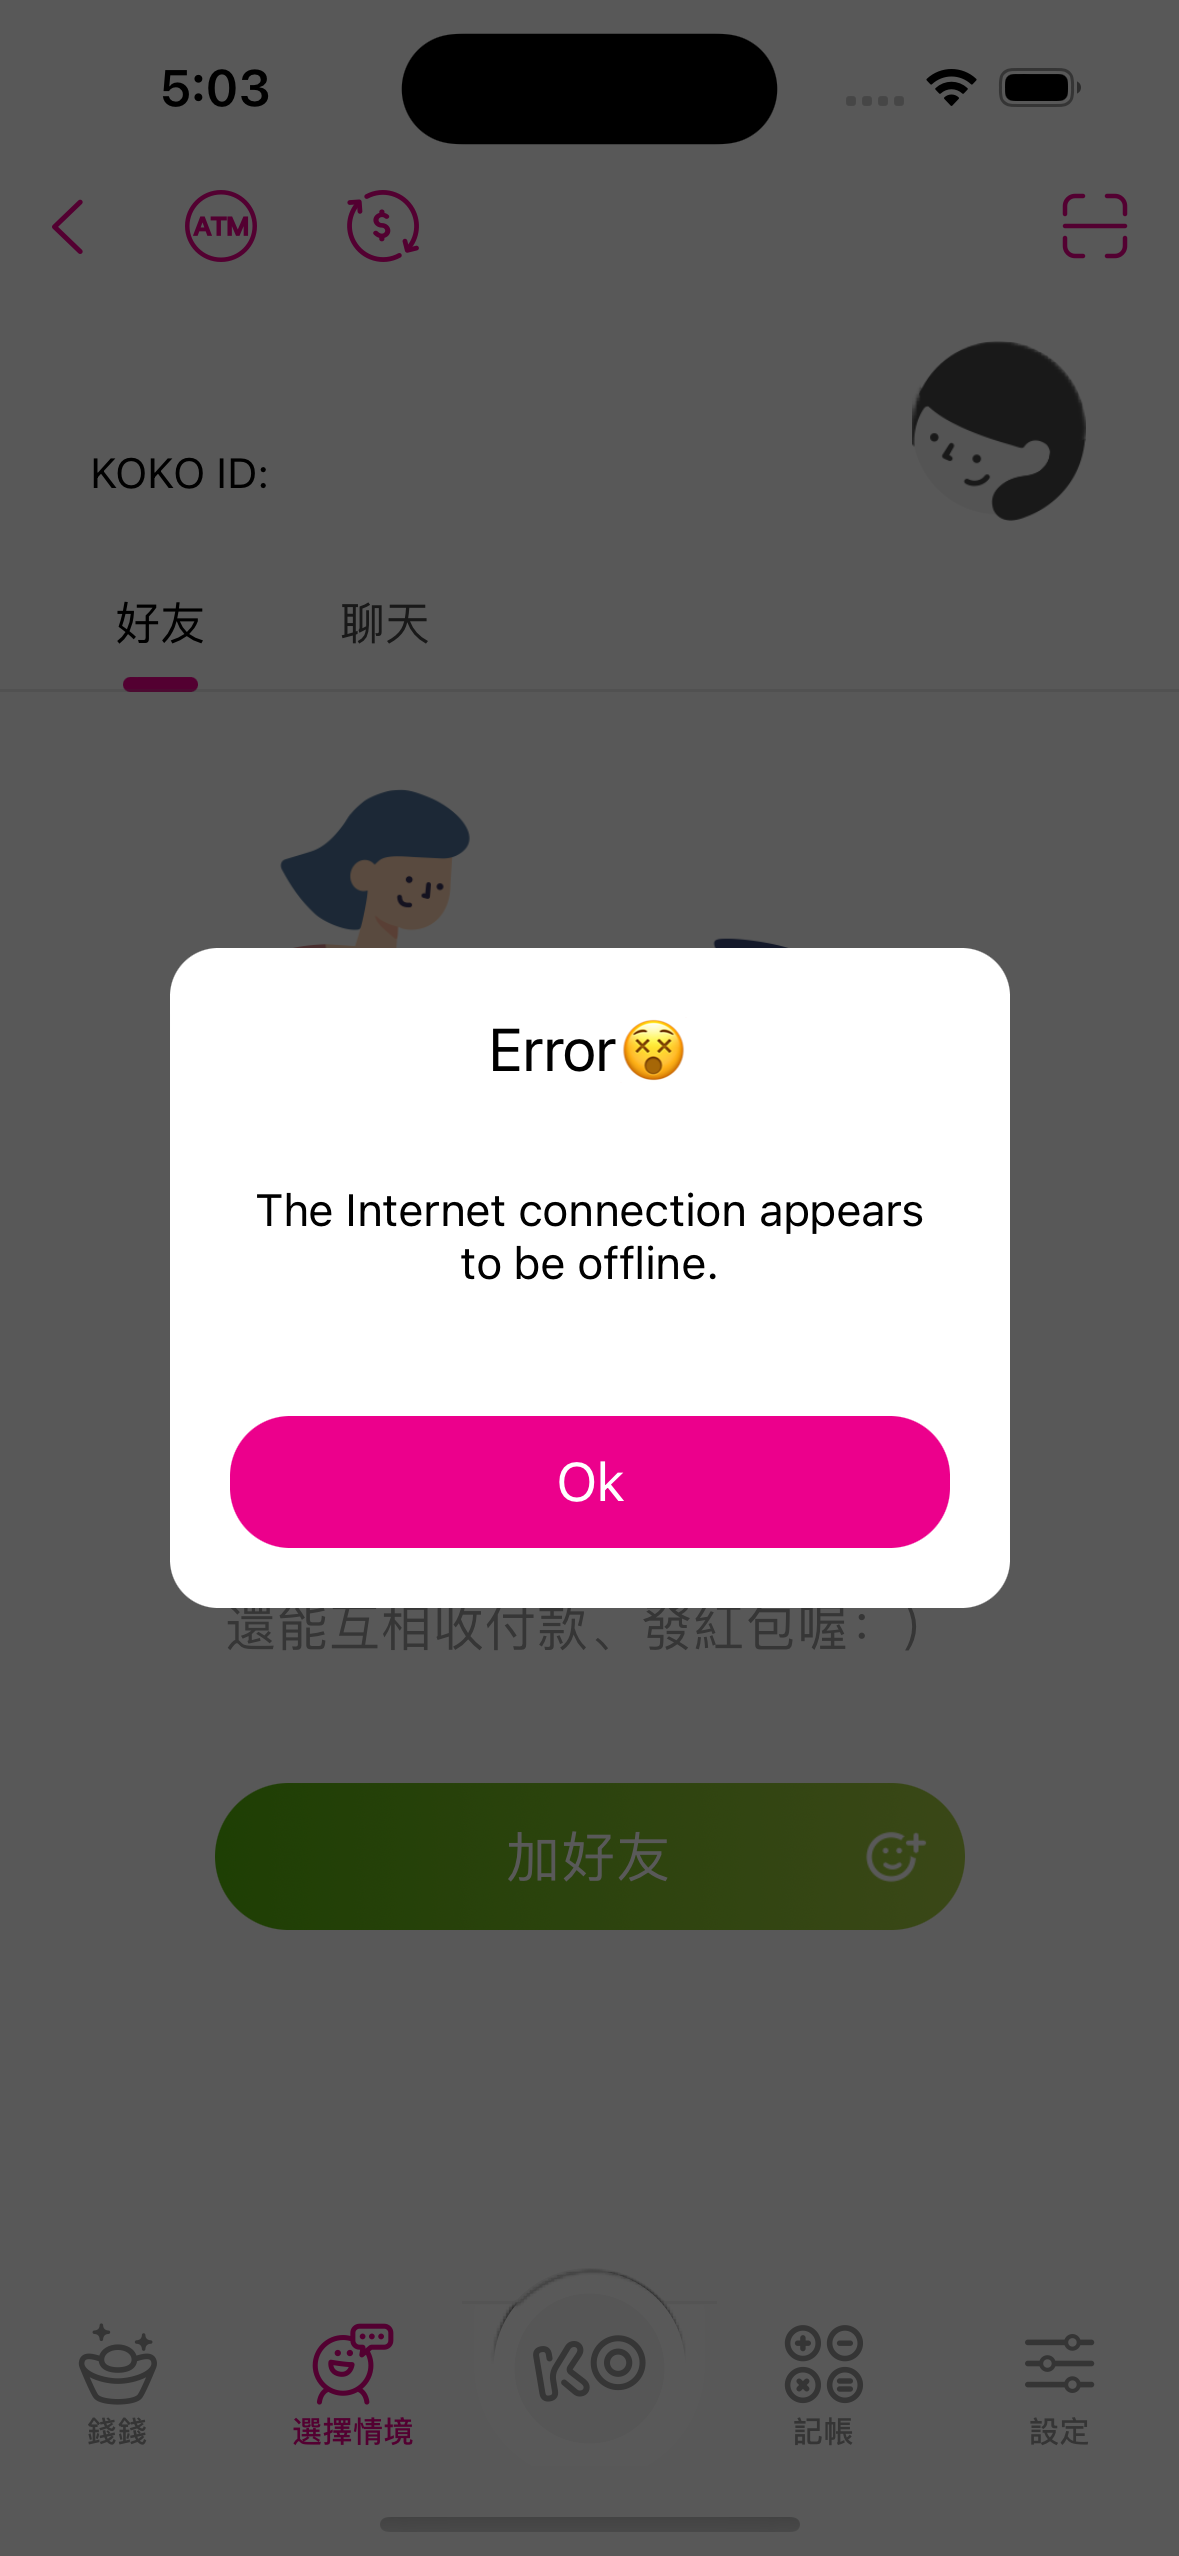 5:03
ATM
$
KOKO ID:
好友 聊天
Error😵
The Internet connection appears
to be offline.
Ok
還能互相收付款、發紅包喔：）
加好友
KO
錢錢 選擇情境 記帳 設定